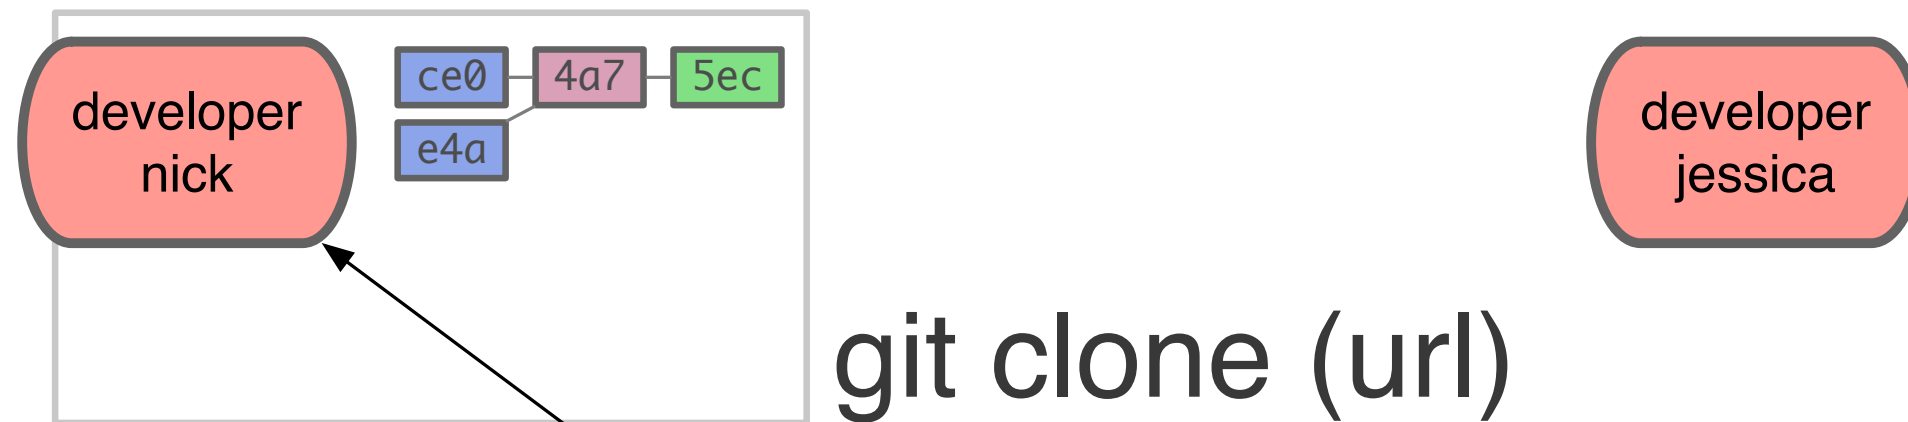 developer
nick
ce0
4a7
5ec
e4a
developer
jessica
git clone (url)